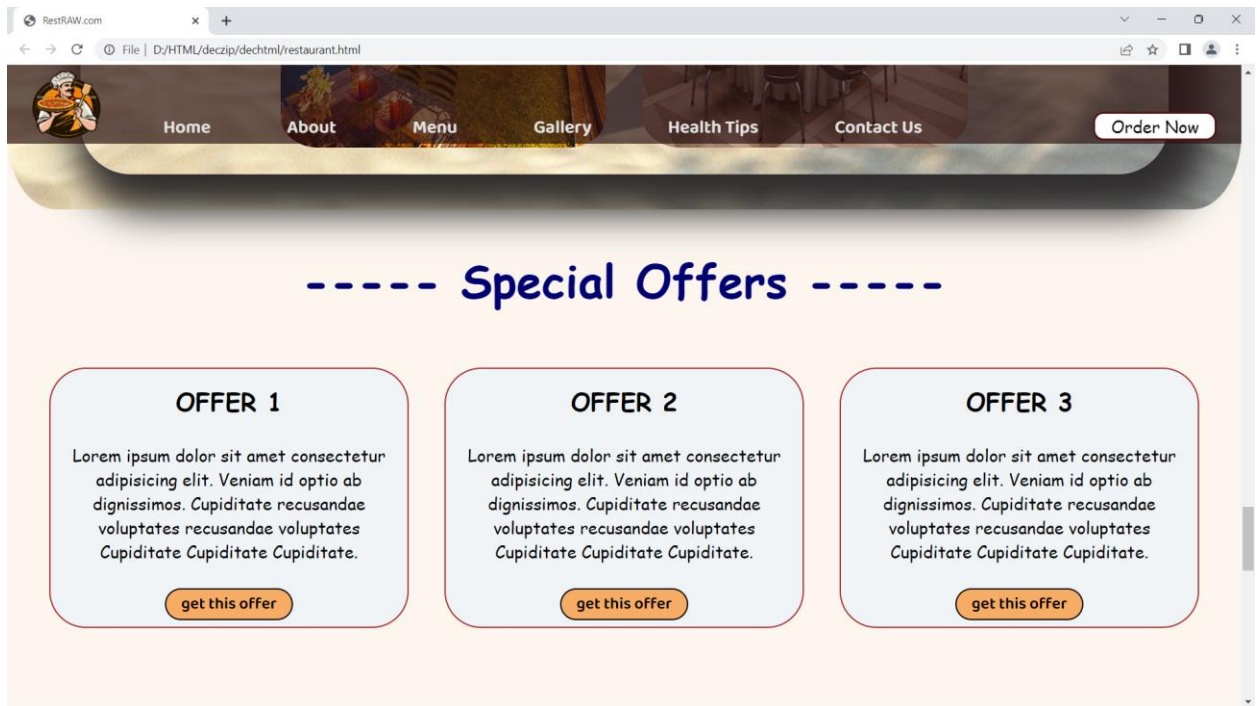 RestRAW.com
File | D:/HTML/deczip/dechtml/restaurant.html
Home About Menu Gallery Health Tips Contact Us Order Now
----- Special Offers -----
OFFER 1
Lorem ipsum dolor sit amet consectetur
adipisicing elit. Veniam id optio ab
dignissimos. Cupiditate recusandae
voluptates recusandae voluptates
Cupiditate Cupiditate Cupiditate.
get this offer
OFFER 2
Lorem ipsum dolor sit amet consectetur
adipisicing elit. Veniam id optio ab
dignissimos. Cupiditate recusandae
voluptates recusandae voluptates
Cupiditate Cupiditate Cupiditate.
get this offer
OFFER 3
Lorem ipsum dolor sit amet consectetur
adipisicing elit. Veniam id optio ab
dignissimos. Cupiditate recusandae
voluptates recusandae voluptates
Cupiditate Cupiditate Cupiditate.
get this offer